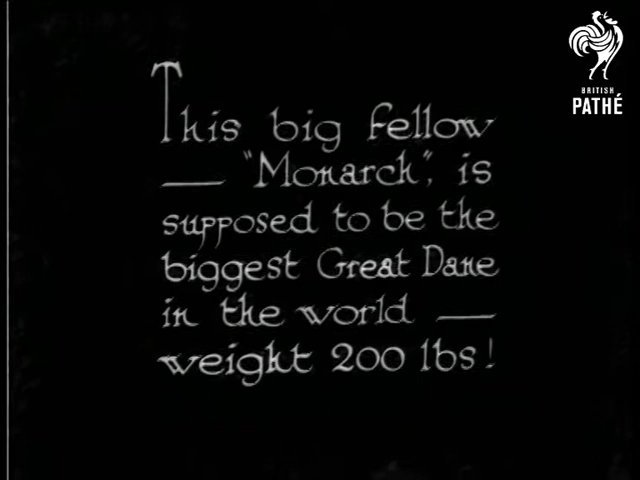 BRITISH
PATHÉ
This big fellow
— "Monarch", is
supposed to be the
biggest Great Dane
in the world —
weight 200 lbs!